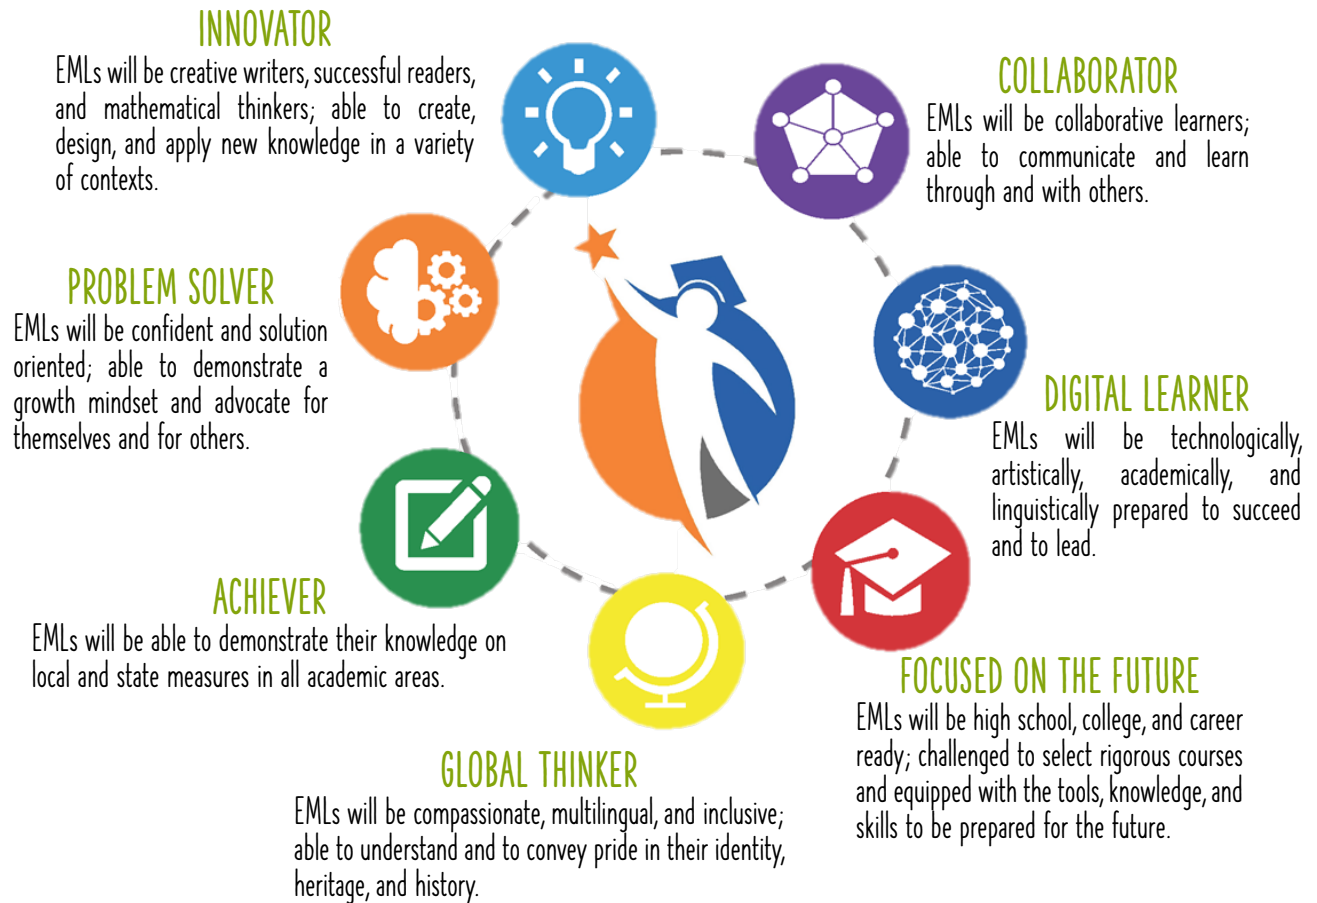 INNOVATOR
EMLs will be creative writers, successful readers,
and mathematical thinkers; able to create,
design, and apply new knowledge in a variety
of contexts.
COLLABORATOR
EMLs will be collaborative learners;
able to communicate and learn
through and with others.
PROBLEM SOLVER
EMLs will be confident and solution
oriented; able to demonstrate a
growth mindset and advocate for
themselves and for others.
DIGITAL LEARNER
EMLs will be technologically,
artistically, academically, and
linguistically prepared to succeed
and to lead.
ACHIEVER
EMLs will be able to demonstrate their knowledge on
local and state measures in all academic areas.
FOCUSED ON THE FUTURE
EMLs will be high school, college, and career
ready; challenged to select rigorous courses
and equipped with the tools, knowledge, and
skills to be prepared for the future.
GLOBAL THINKER
EMLs will be compassionate, multilingual, and inclusive;
able to understand and to convey pride in their identity,
heritage, and history.